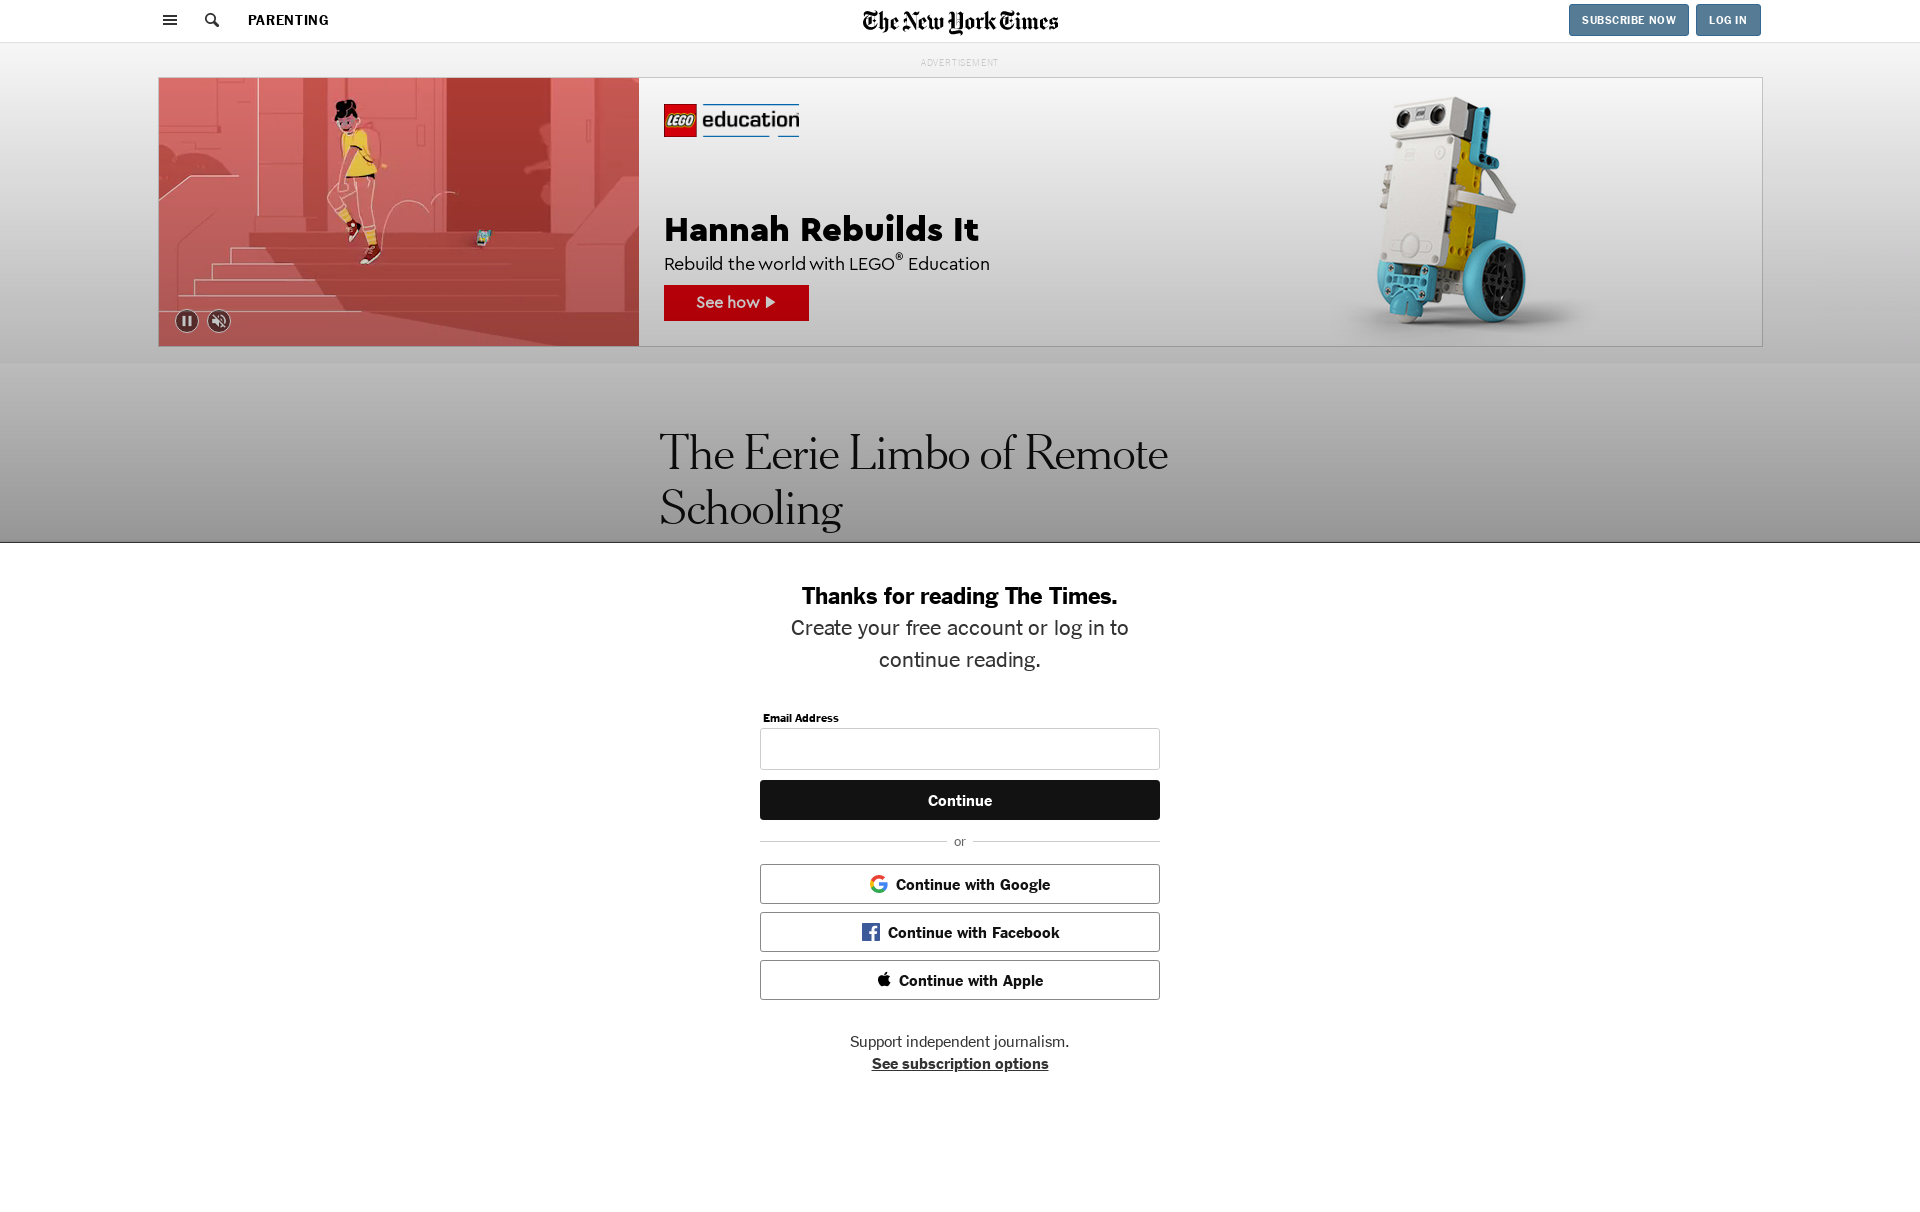 PARENTING
The New York Times
SUBSCRIBE NOW
LOG IN
ADVERTISEMENT
LEGO education
Hannah Rebuilds It
Rebuild the world with LEGO® Education
See how
The Eerie Limbo of Remote
Schooling
Thanks for reading The Times.
Create your free account or log in to
continue reading.
Email Address
Continue
or
Continue with Google
Continue with Facebook
Continue with Apple
Support independent journalism.
See subscription options